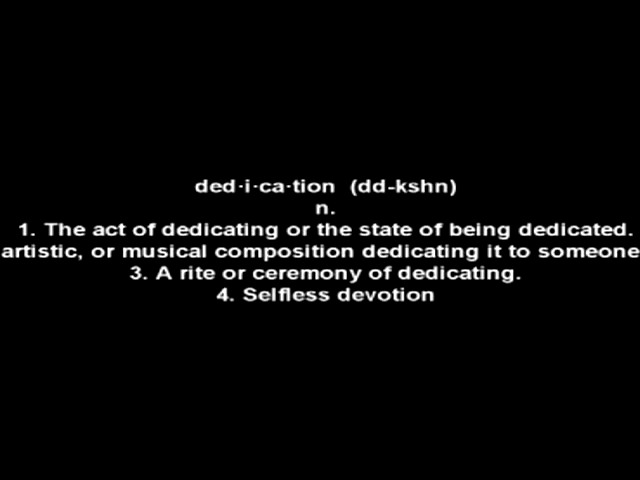 ded·i·ca·tion (dd-kshn)
n.
1. The act of dedicating or the state of being dedicated.
artistic, or musical composition dedicating it to someone
3. A rite or ceremony of dedicating.
4. Selfless devotion